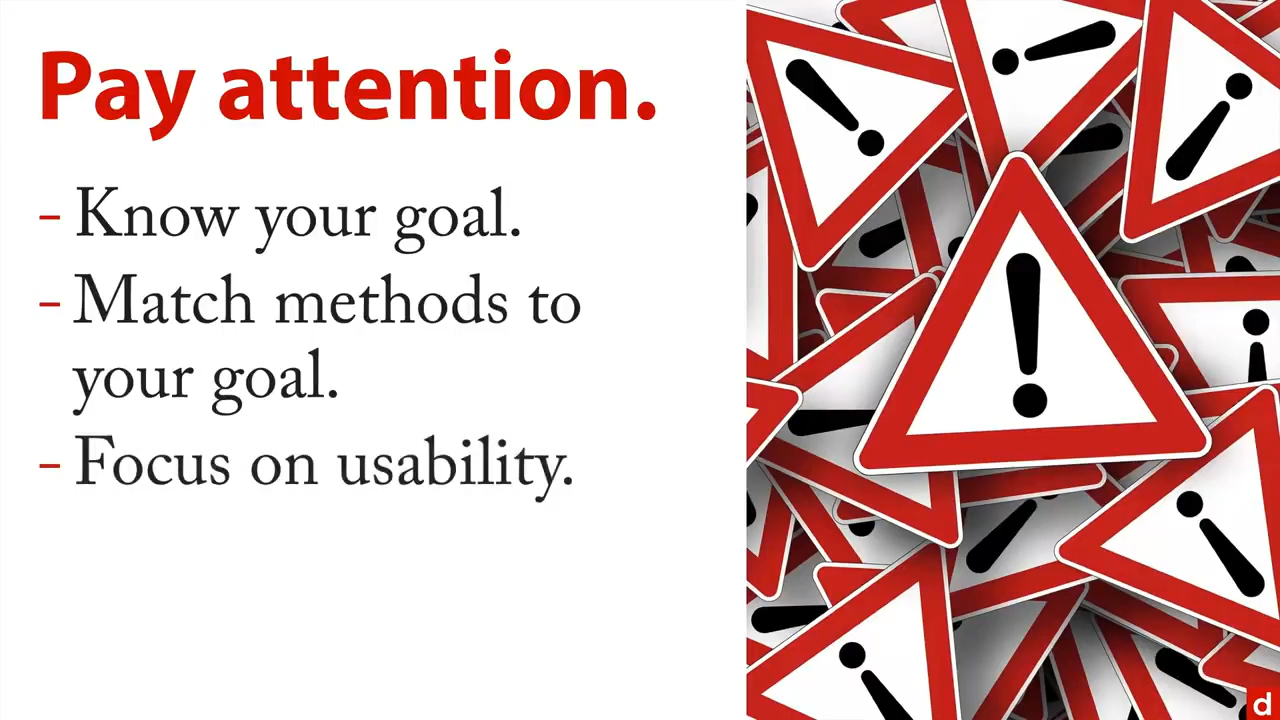 Pay attention.
- Know your goal.
- Match methods to
your goal.
- Focus on usability.
d